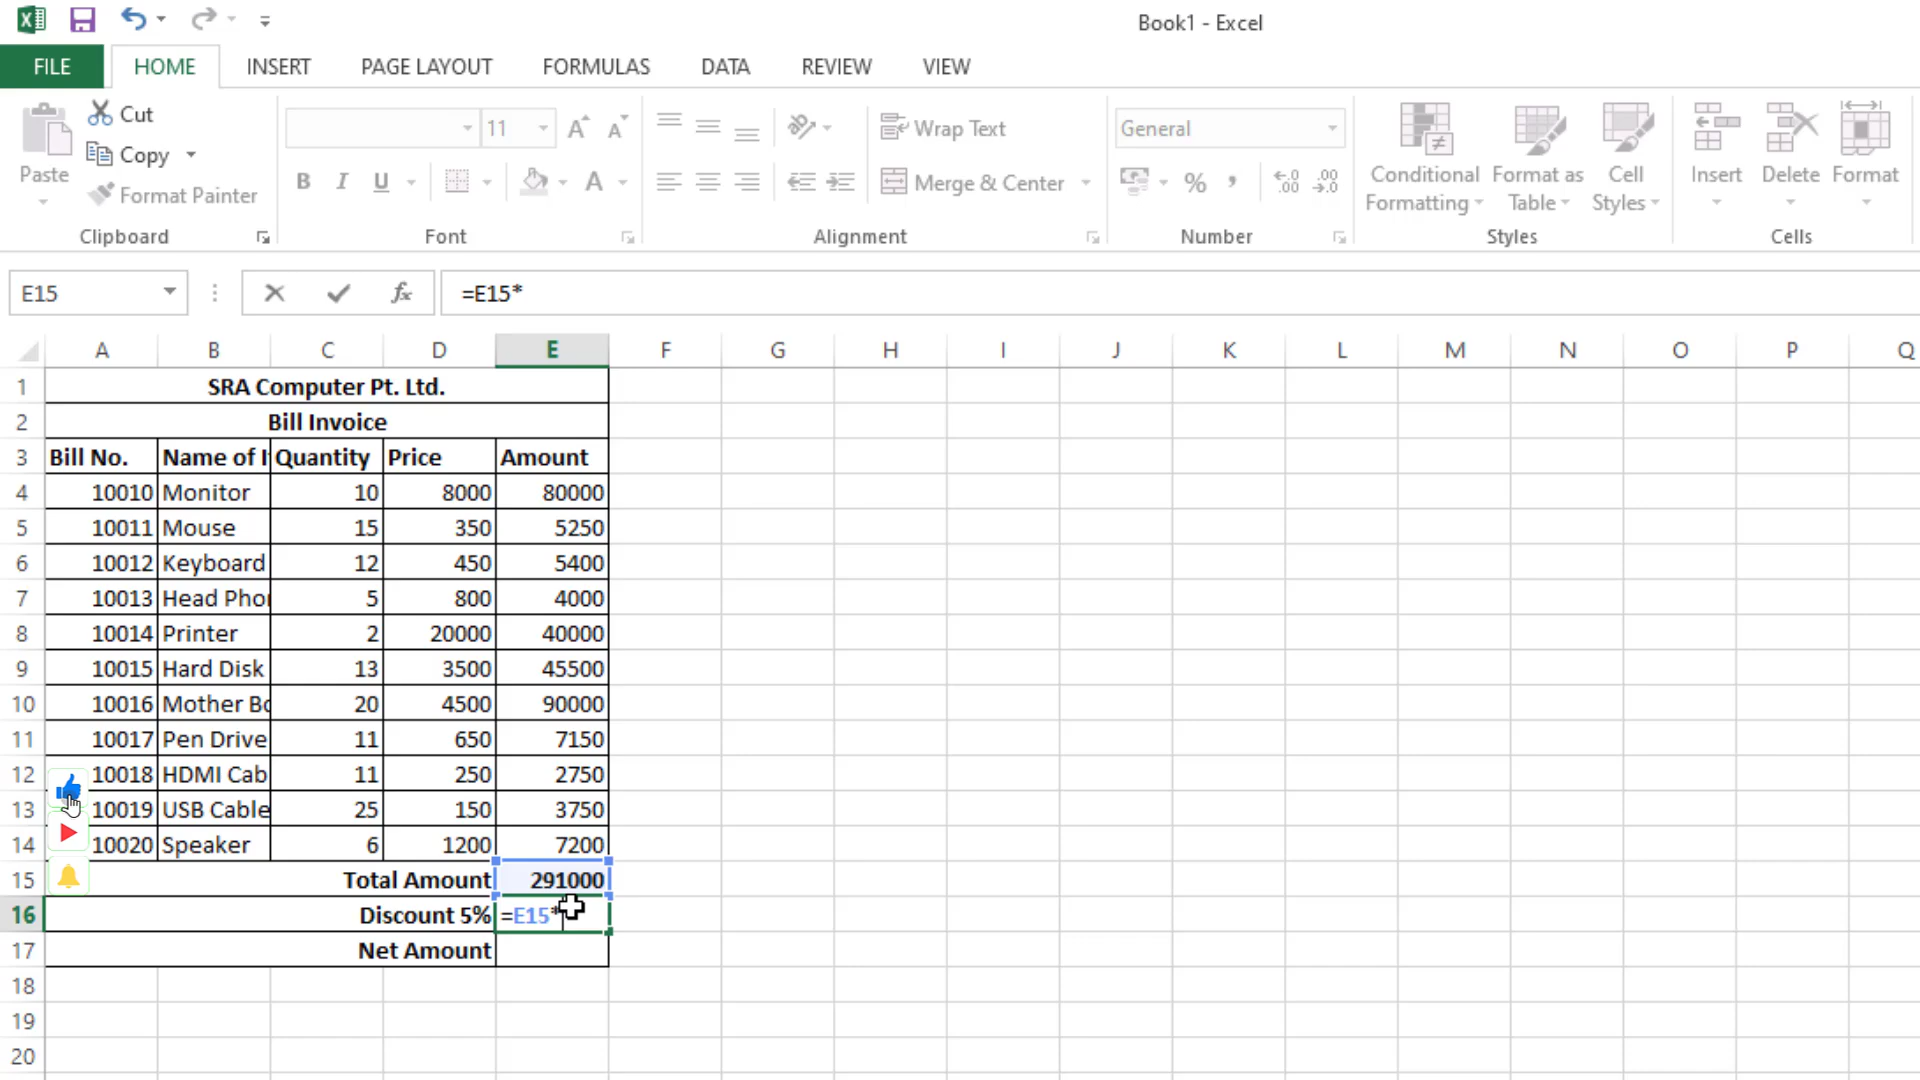 Book1 - Excel
FILE HOME INSERT PAGE LAYOUT FORMULAS DATA REVIEW VIEW
Paste
Cut
Copy
Format Painter
Clipboard
11
B I U A
Font
Wrap Text
Merge & Center
Alignment
General
% ,
Number
Conditional Formatting
Format as Table
Cell Styles
Styles
Insert Delete Format
Cells
E15 fx =E15*
A B C D E F G H I J K L M N O P Q
1 SRA Computer Pt. Ltd.
2 Bill Invoice
3 Bill No. Name of I Quantity Price Amount
4 10010 Monitor 10 8000 80000
5 10011 Mouse 15 350 5250
6 10012 Keyboard 12 450 5400
7 10013 Head Pho 5 800 4000
8 10014 Printer 2 20000 40000
9 10015 Hard Disk 13 3500 45500
10 10016 Mother Bo 20 4500 90000
11 10017 Pen Drive 11 650 7150
12 10018 HDMI Cab 11 250 2750
13 10019 USB Cable 25 150 3750
14 10020 Speaker 6 1200 7200
15 Total Amount 291000
16 Discount 5% =E15*
17 Net Amount
18
19
20